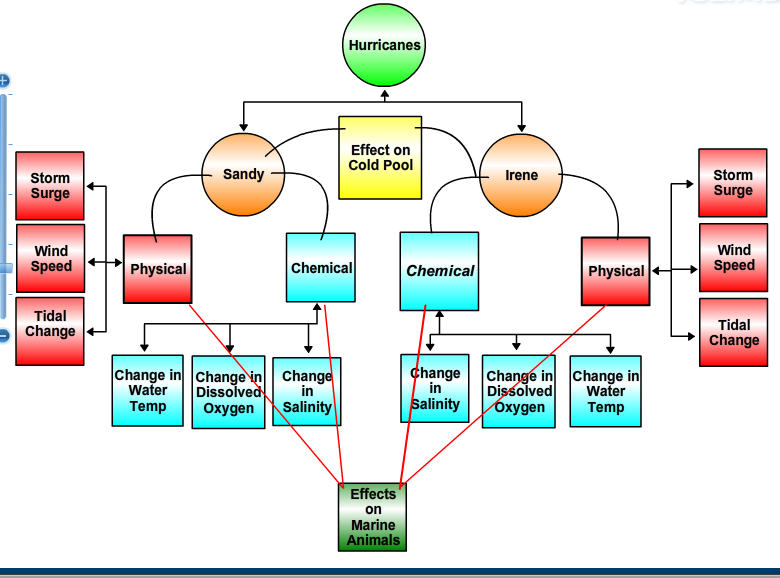 Hurricanes
Effect on
Cold Pool
Sandy
Irene
Storm
Surge
Wind
Speed
Tidal
Change
Physical
Chemical
Chemical
Physical
Storm
Surge
Wind
Speed
Tidal
Change
Change in
Water
Temp
Change in
Dissolved
Oxygen
Change
in
Salinity
Change
in
Salinity
Change in
Dissolved
Oxygen
Change in
Water
Temp
Effects
on
Marine
Animals